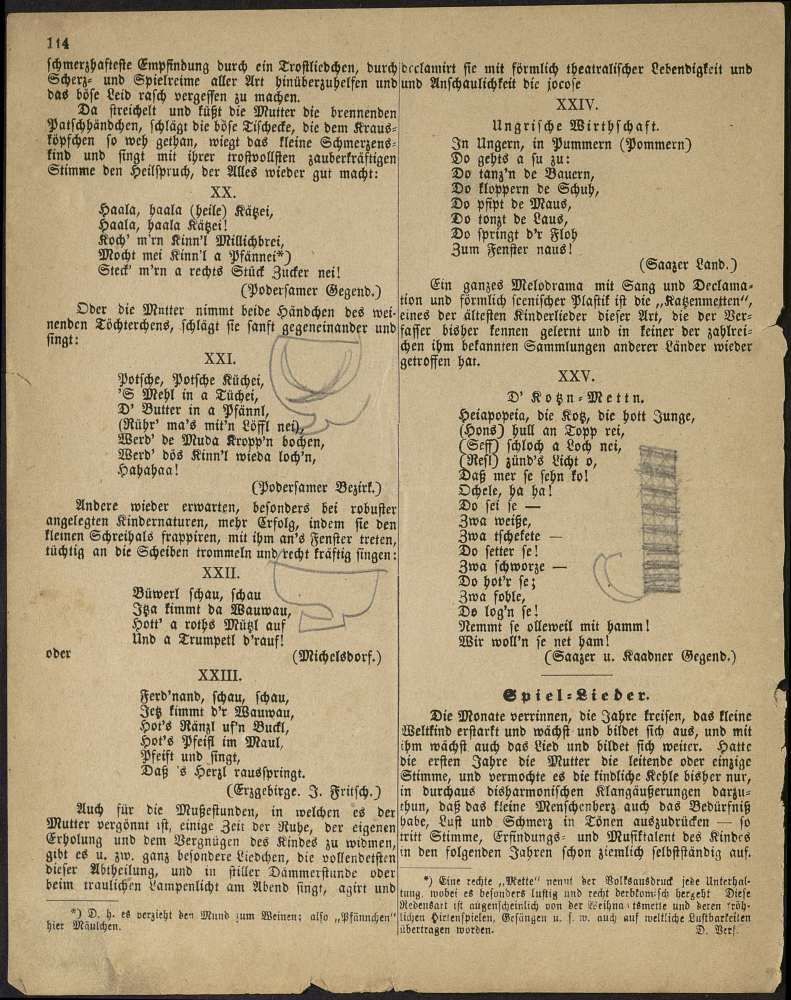 114
schmerzhafteste Empfindung durch ein Trostliedchen, durch
Scherz- und Spielreime aller Art hinüberzuhelfen und
das böse Leid rasch vergessen zu machen.
Da streichelt und küßt die Mutter die brennenden
Patschhändchen, schlägt die böse Tischecke, die dem Kraus-
köpfchen so weh gethan, wiegt das kleine Schmerzens-
kind und singt mit ihrer trostvollsten zauberkräftigen
Stimme den Heilspruch, der Alles wieder gut macht:
XX.
Haala, haala (heile) Kätzei,
Haala, haala Kätzei!
Koch' m'rn Kinn'l Millichbrei,
Mocht mei Kinn'l a Pfännei*)
Steck' m'rn a rechts Stück Zucker nei!
(Podersamer Gegend.)
Oder die Mutter nimmt beide Händchen des wei-
nenden Töchterchens, schlägt sie sanft gegeneinander und
singt:
XXI.
Potsche, Potsche Küchei,
'S Mehl in a Tüchei,
D' Butter in a Pfännl,
(Rühr' ma's mit'n Löffl nei),
Werd' de Muda Kropp'n bochen,
Werd' dös Kinn'l wieda loch'n,
Hahahaa!
(Podersamer Bezirk.)
Andere wieder erwarten, besonders bei robuster
angelegten Kindernaturen, mehr Erfolg, indem sie den
kleinen Schreihals frappiren, mit ihm an's Fenster treten,
tüchtig an die Scheiben trommeln und recht kräftig singen:
XXII.
Büwerl schau, schau
Itza kimmt da Wauwau,
Hott' a roths Mützl auf
Und a Trumpetl d'rauf!
(Michelsdorf.)
oder
XXIII.
Ferd'nand, schau, schau,
Jetz kimmt d'r Wauwau,
Hot's Ränzl uf'n Buckl,
Hot's Pfeifl im Maul,
Pfeift und singt,
Daß 's Herzl rausspringt.
(Erzgebirge. J. Fritsch.)
Auch für die Mußestunden, in welchen es der
Mutter vergönnt ist, einige Zeit der Ruhe, der eigenen
Erholung und dem Vergnügen des Kindes zu widmen,
gibt es u. zw. ganz besondere Liedchen, die vollendetsten
dieser Abtheilung, und in stiller Dämmerstunde oder
beim traulichen Lampenlicht am Abend singt, agirt und
*) D. h. es verzieht den Mund zum Weinen; also „Pfännchen"
hier Mäulchen.
declamirt sie mit förmlich theatralischer Lebendigkeit und
und Anschaulichkeit die jocose
XXIV.
Ungrische Wirthschaft.
In Ungern, in Pummern (Pommern)
Do gehts a su zu:
Do tanz'n de Bauern,
Do kloppern de Schuh,
Do pfipt de Maus,
Do tonzt de Laus,
Do springt d'r Floh
Zum Fenster naus!
(Saazer Land.)
Ein ganzes Melodrama mit Sang und Declama-
tion und förmlich scenischer Plastik ist die „Katzenmetten",
eines der ältesten Kinderlieder dieser Art, die der Ver-
fasser bisher kennen gelernt und in keiner der zahlrei-
chen ihm bekannten Sammlungen anderer Länder wieder
getroffen hat.
XXV.
D' Kotzn-Mettn.
Heiapopeia, die Kotz, die hott Junge,
(Hons) hull an Topp rei,
(Seff) schloch a Loch nei,
(Resl) zünd's Licht o,
Daß mer se sehn ko!
Ochele, ha ha!
Do sei se —
Zwa weiße,
Zwa tschekete —
Do setter se!
Zwa schworze —
Do hot'r se;
Zwa fohle,
Do log'n se!
Nemmt se olleweil mit hamm!
Wir woll'n se net ham!
(Saazer u. Kaadner Gegend.)
Spiel-Lieder.
Die Monate verrinnen, die Jahre kreisen, das kleine
Weltkind erstarkt und wächst und bildet sich aus, und mit
ihm wächst auch das Lied und bildet sich weiter. Hatte
die ersten Jahre die Mutter die leitende oder einzige
Stimme, und vermochte es die kindliche Kehle bisher nur,
in durchaus disharmonischen Klangäußerungen darzu-
thun, daß das kleine Menschenherz auch das Bedürfniß
habe, Lust und Schmerz in Tönen auszudrücken — so
tritt Stimme, Erfindungs- und Musiktalent des Kindes
in den folgenden Jahren schon ziemlich selbstständig auf.
*) Eine rechte „Mette" nennt der Volksausdruck jede Unterhal-
tung, wobei es besonders lustig und recht derbkomisch hergeht. Diese
Redensart ist augenscheinlich von der Weihnachtsmette und deren fröh-
lichen Hirtenspielen, Gesängen u. s. w. auch auf weltliche Lustbarkeiten
übertragen worden. D. Verf.